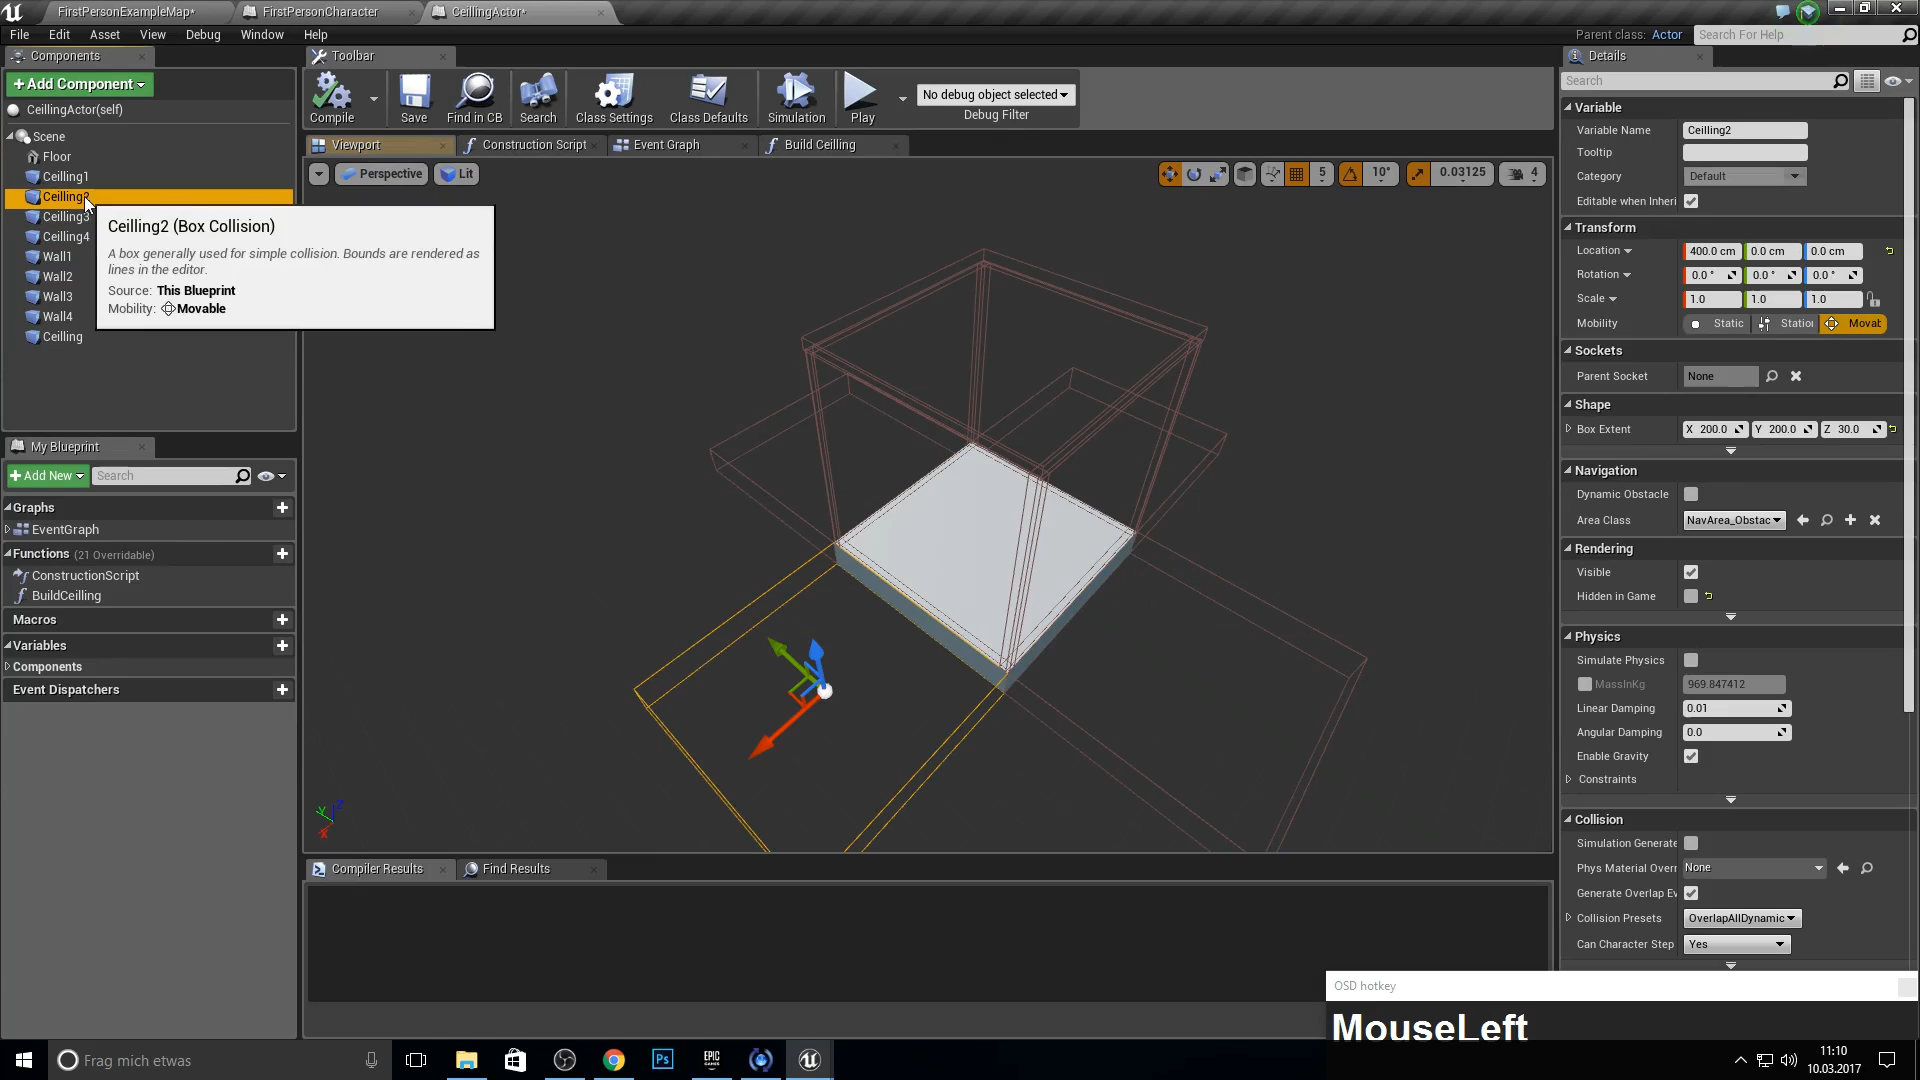 FirstPersonExampleMap*
FirstPersonCharacter
CeillingActor*
File Edit Asset View Debug Window Help
Parent class: Actor
Search For Help
Components
Toolbar
Details
+Add Component
CeillingActor(self)
Scene
Floor
Ceilling1
Ceilling2
Ceilling3
Ceilling4
Wall1
Wall2
Wall3
Wall4
Ceilling
Ceilling2 (Box Collision)
A box generally used for simple collision. Bounds are rendered as
lines in the editor.
Source: This Blueprint
Mobility: Movable
Compile
Save
Find in CB
Search
Class Settings
Class Defaults
Simulation
Play
No debug object selected
Debug Filter
Viewport
Construction Script
Event Graph
Build Ceilling
Perspective
Lit
5
10°
0.03125
4
My Blueprint
+Add New
Search
Graphs
EventGraph
Functions (21 Overridable)
ConstructionScript
BuildCeilling
Macros
Variables
Components
Event Dispatchers
Compiler Results
Find Results
Search
Variable
Variable Name Ceilling2
Tooltip
Category Default
Editable when Inheri
Transform
Location 400.0 cm 0.0 cm 0.0 cm
Rotation 0.0 ° 0.0 ° 0.0 °
Scale 1.0 1.0 1.0
Mobility Static Station Movab
Sockets
Parent Socket None
Shape
Box Extent X 200.0 Y 200.0 Z 30.0
Navigation
Dynamic Obstacle
Area Class NavArea_Obstac
Rendering
Visible
Hidden in Game
Physics
Simulate Physics
MassInKg 969.847412
Linear Damping 0.01
Angular Damping 0.0
Enable Gravity
Constraints
Collision
Simulation Generate
Phys Material Overr None
Generate Overlap Ev
Collision Presets OverlapAllDynamic
Can Character Step Yes
OSD hotkey
MouseLeft
Frag mich etwas
Ps
EPIC
GAMES
11:10
10.03.2017